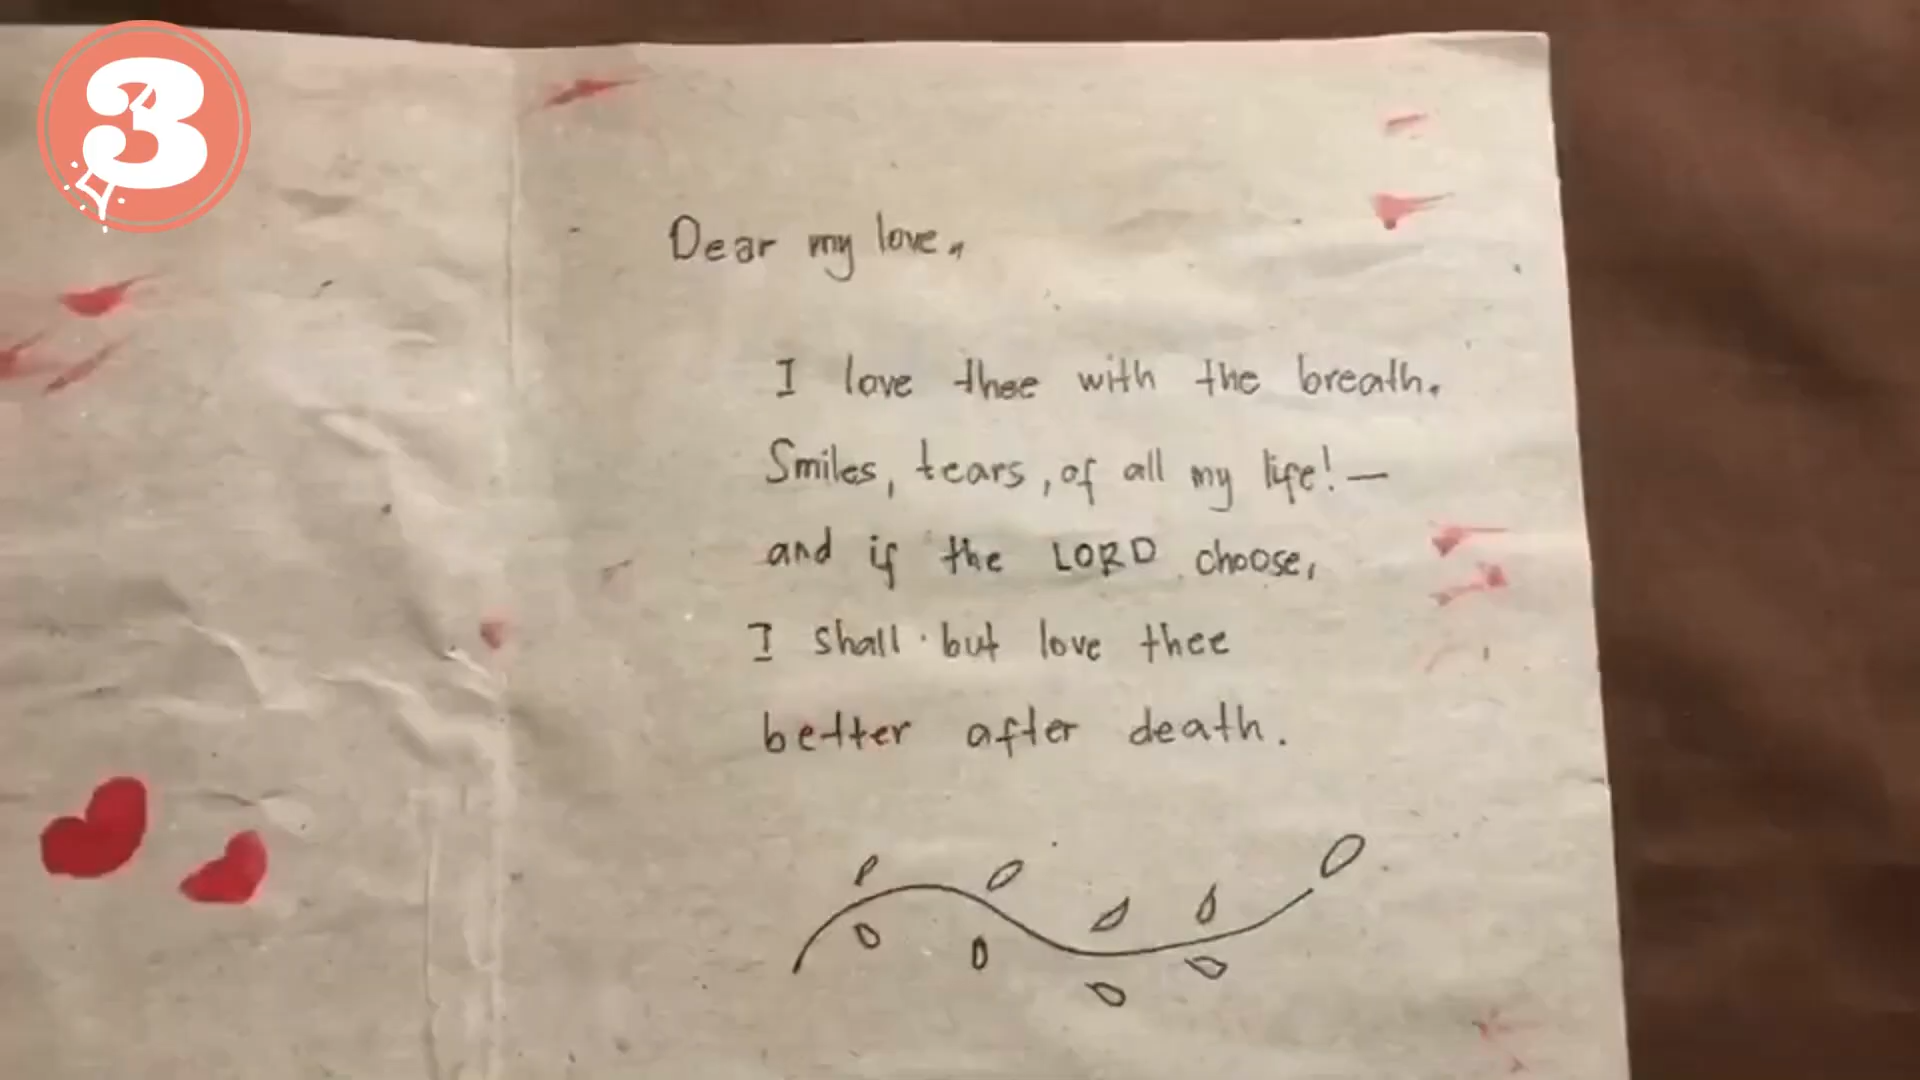 3
Dear my love,
I love thee with the breath.
Smiles, tears, of all my life! —
and if the LORD choose,
I shall but love thee
better after death.